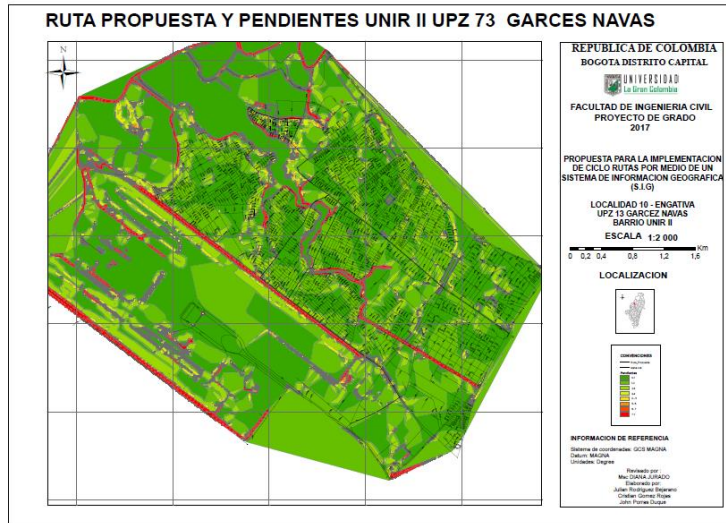 RUTA PROPUESTA Y PENDIENTES UNIR II UPZ 73 GARCES NAVAS
N
REPUBLICA DE COLOMBIA
BOGOTA DISTRITO CAPITAL
UNIVERSIDAD
La Gran Colombia
FACULTAD DE INGENIERIA CIVIL
PROYECTO DE GRADO
2017
PROPUESTA PARA LA IMPLEMENTACION
DE CICLO RUTAS POR MEDIO DE UN
SISTEMA DE INFORMACION GEOGRAFICA
(S.I.G)
LOCALIDAD 10 - ENGATIVA
UPZ 13 GARCEZ NAVAS
BARRIO UNIR II
ESCALA 1:2 000
Km
0 0,2 0,4 0,8 1,2 1,6
LOCALIZACION
CONVENCIONES
Pendientes
INFORMACION DE REFERENCIA
Sistema de coordenadas: GCS MAGNA
Datum: MAGNA
Unidades: Degree
Revisado por :
Msc DIANA JURADO
Elaborado por:
Julian Rodriguez Bejarano
Cristian Gomez Rojas
John Porras Duque